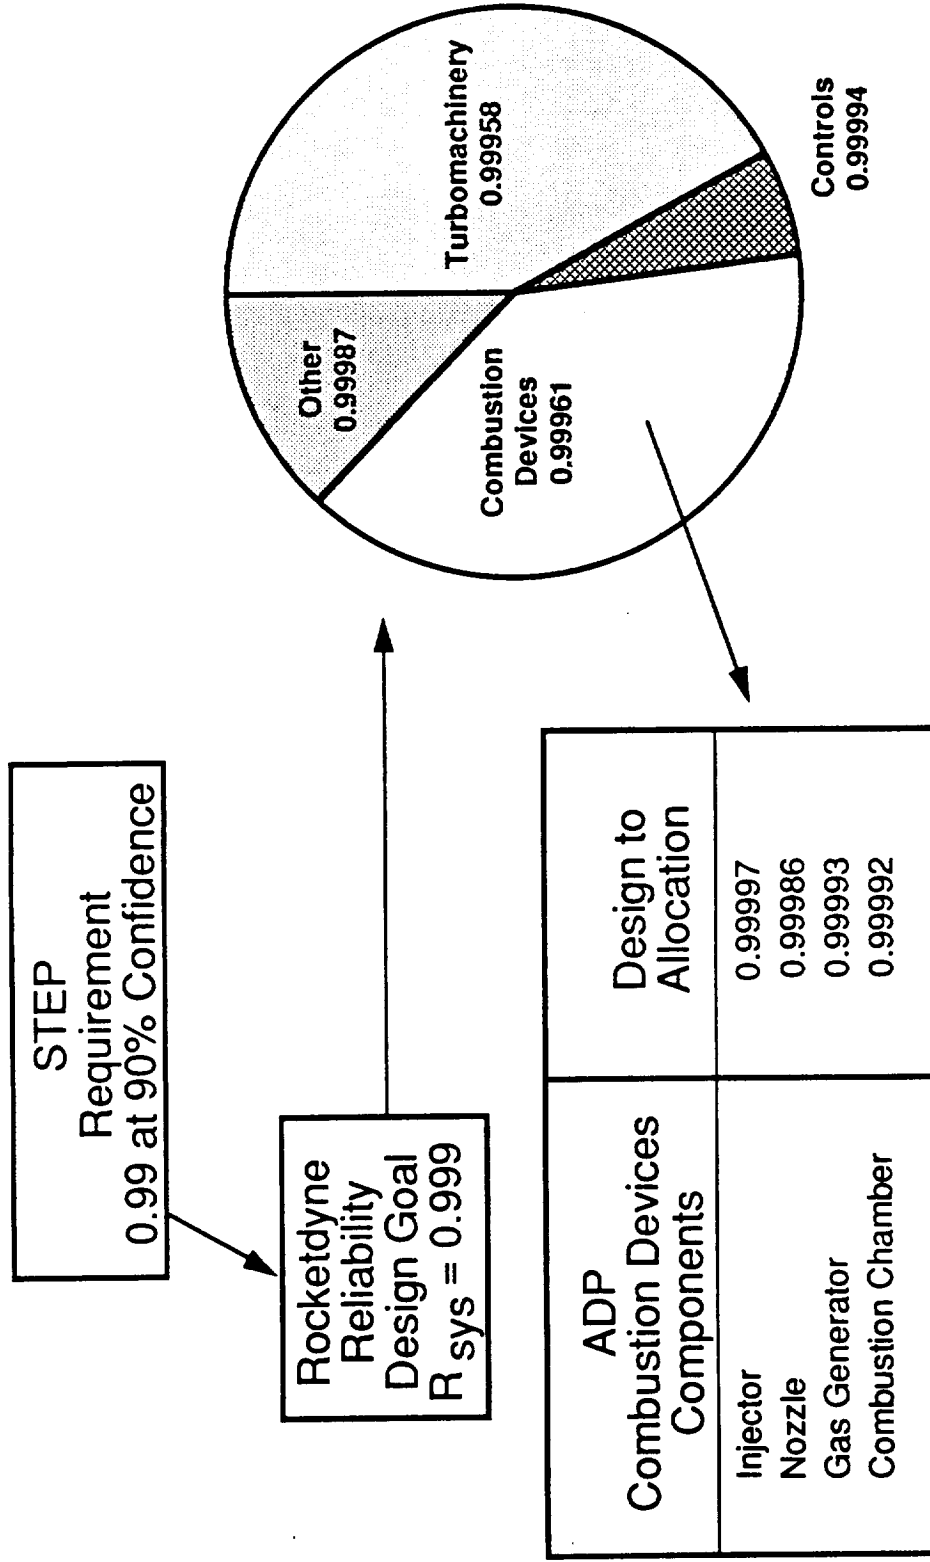 STEP
Requirement
0.99 at 90% Confidence
Rocketdyne
Reliability
Design Goal
R sys = 0.999
Other
0.99987
Turbomachinery
0.99958
Combustion
Devices
0.99961
Controls
0.99994
ADP
Combustion Devices
Components
Design to
Allocation
Injector 0.99997
Nozzle 0.99986
Gas Generator 0.99993
Combustion Chamber 0.99992